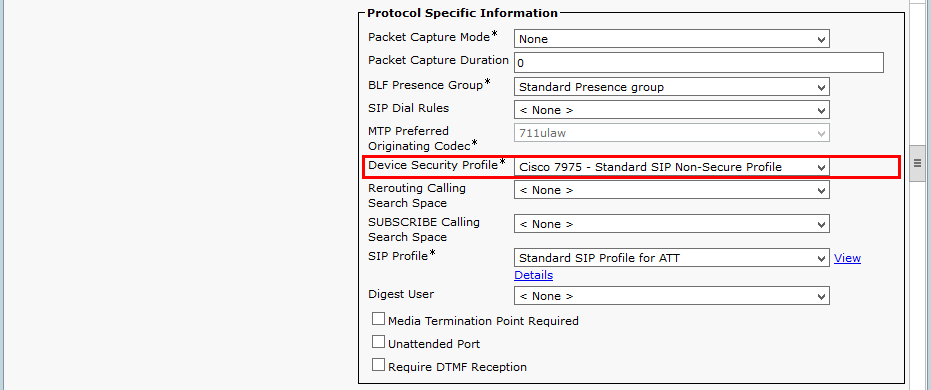 Protocol Specific Information
Packet Capture Mode* None
Packet Capture Duration 0
BLF Presence Group* Standard Presence group
SIP Dial Rules < None >
MTP Preferred
Originating Codec* 711ulaw
Device Security Profile* Cisco 7975 - Standard SIP Non-Secure Profile
Rerouting Calling
Search Space < None >
SUBSCRIBE Calling
Search Space < None >
SIP Profile* Standard SIP Profile for ATT View
Details
Digest User < None >
Media Termination Point Required
Unattended Port
Require DTMF Reception